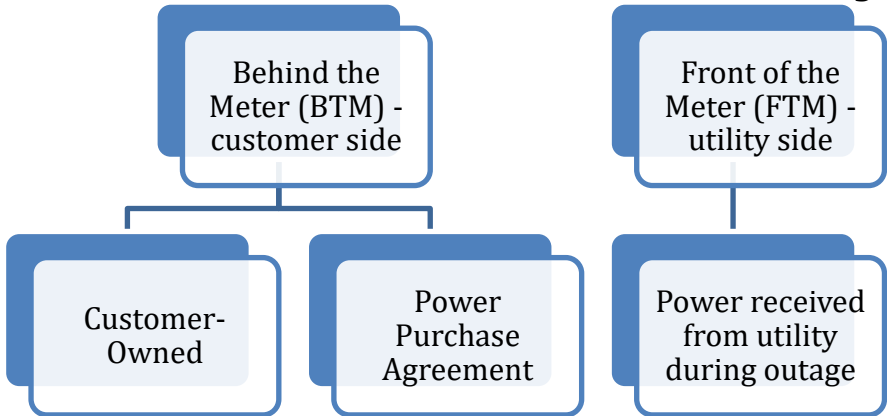 Behind the
Meter (BTM) -
customer side
Front of the
Meter (FTM) -
utility side
Customer-
Owned
Power
Purchase
Agreement
Power received
from utility
during outage